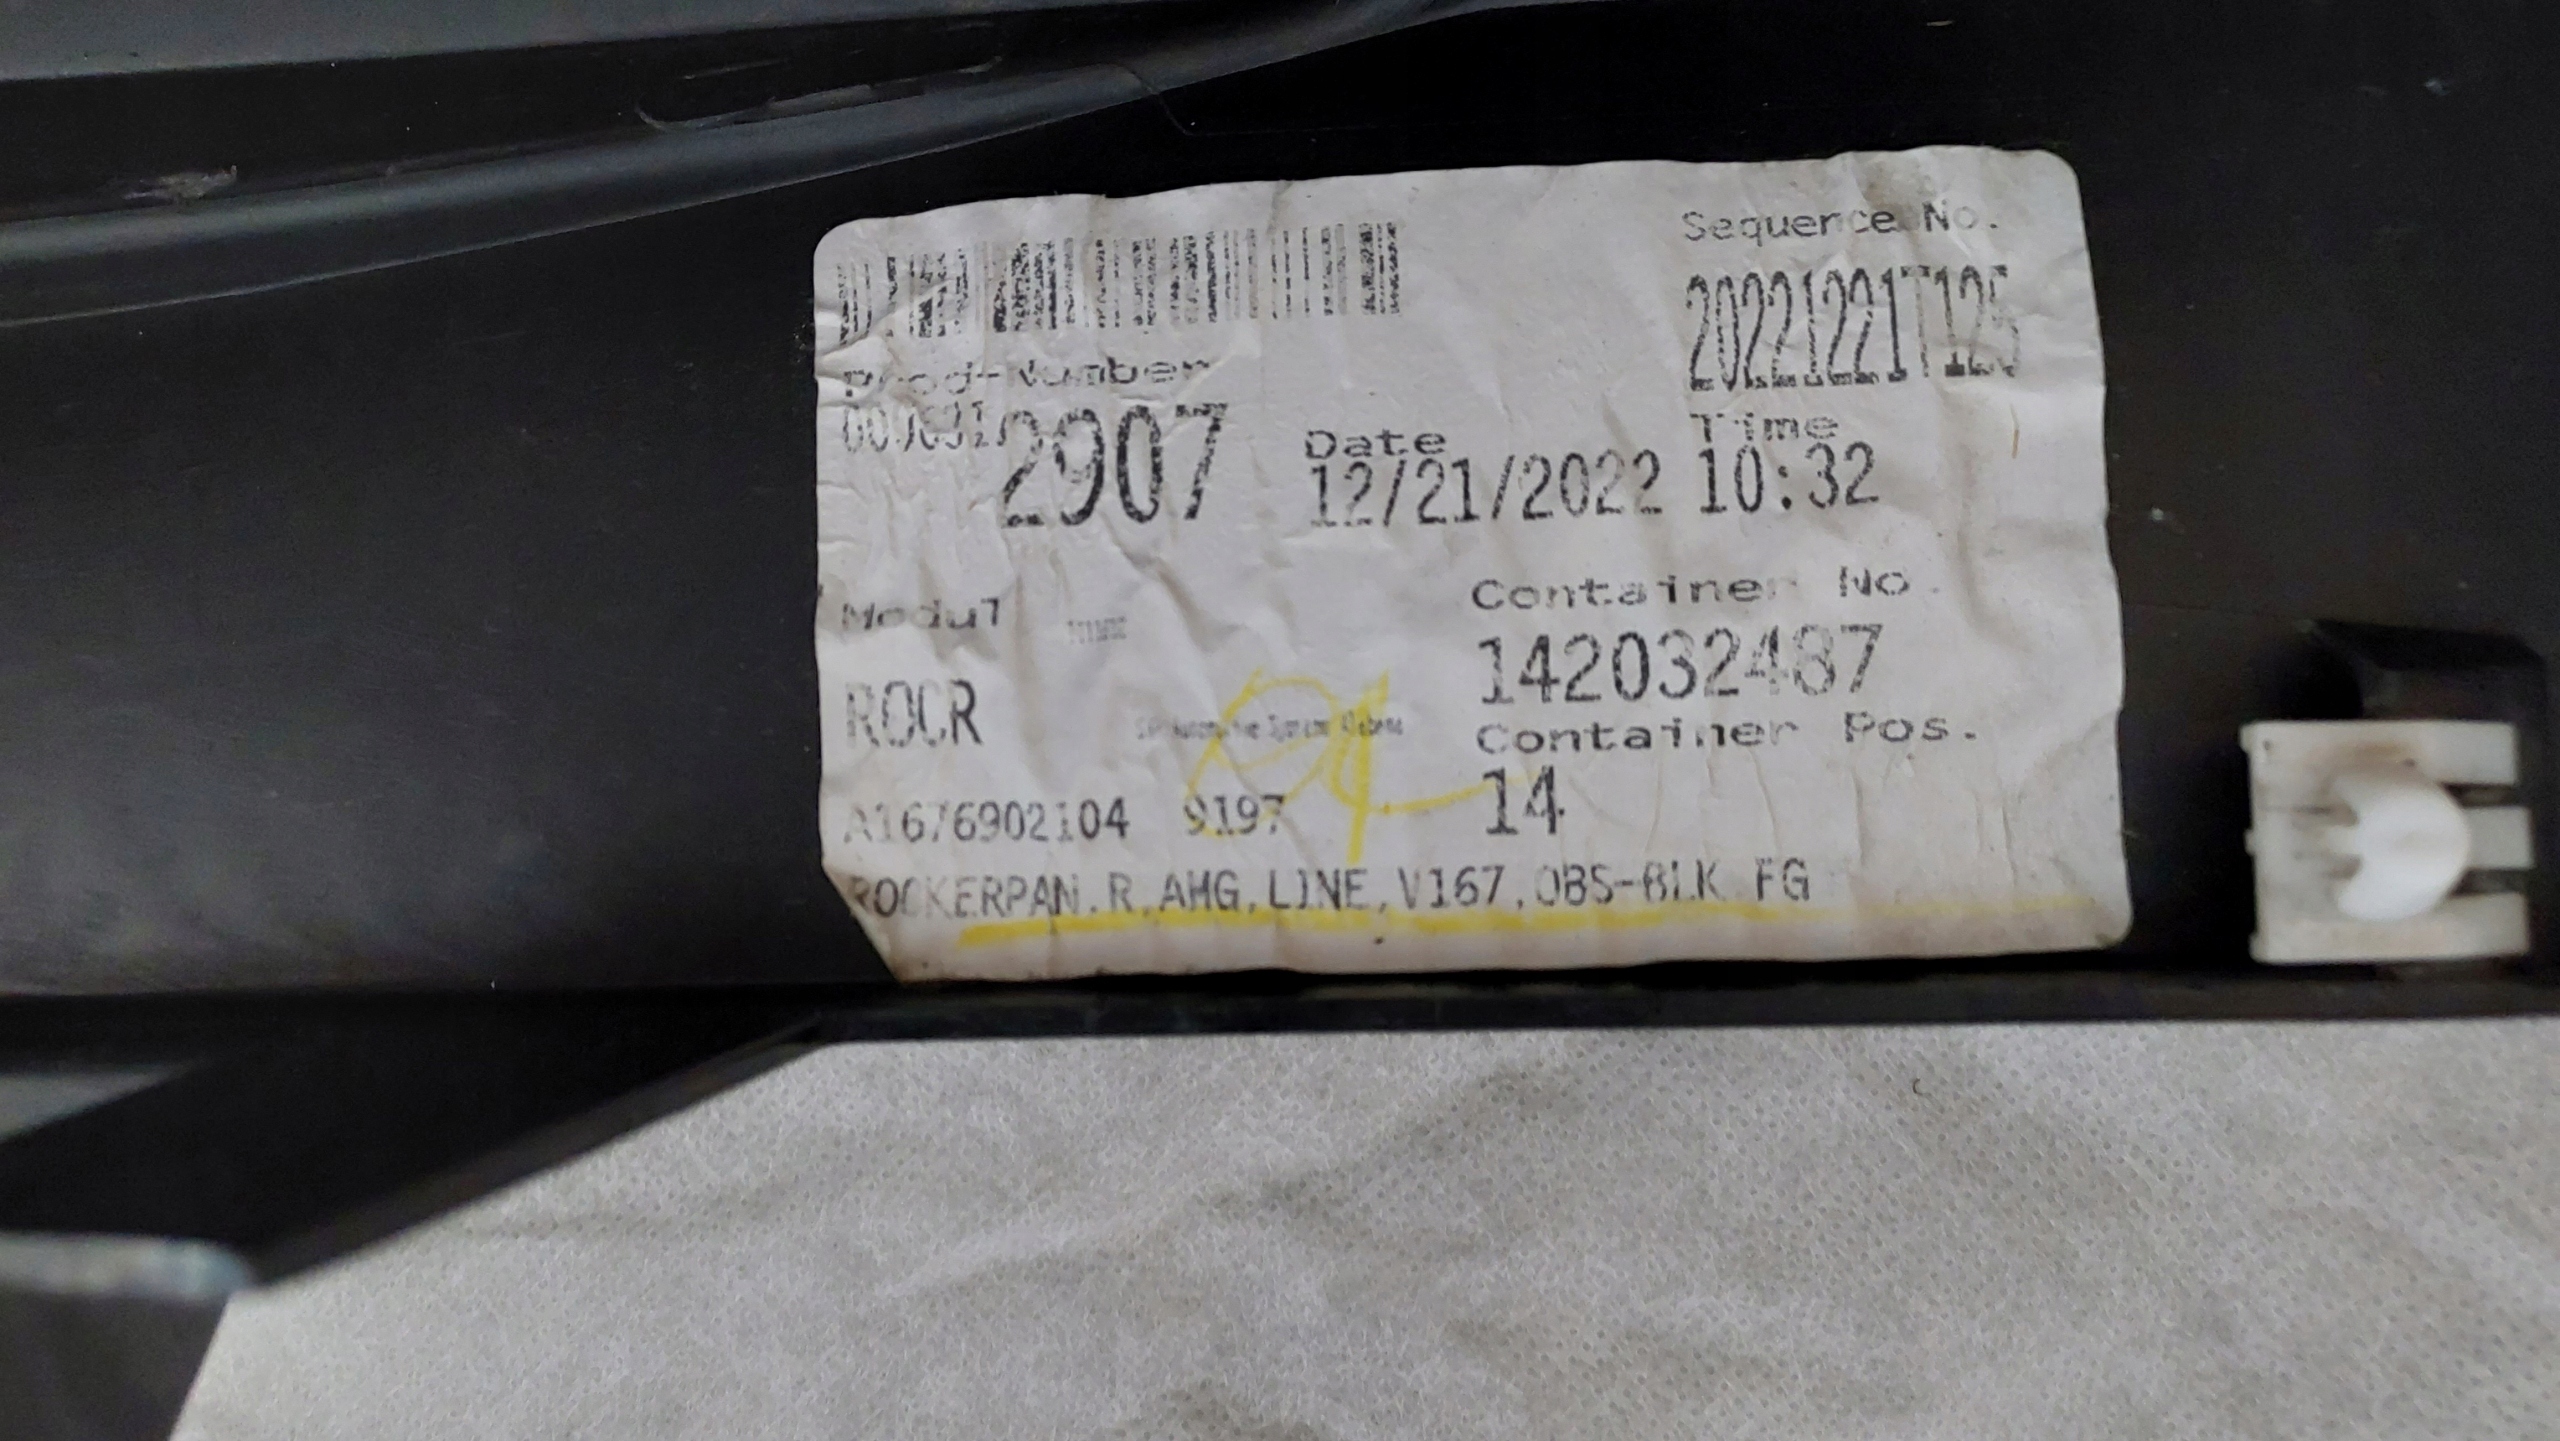 Sequence No.
20221221T125
Prod-Number
2907
Date
12/21/2022
Time
10:32
Modul
ROCR
Container No.
142032487
Container Pos.
14
A1676902104 9197
ROCKERPAN.R,AHG,LINE,V167,OBS-BLK FG